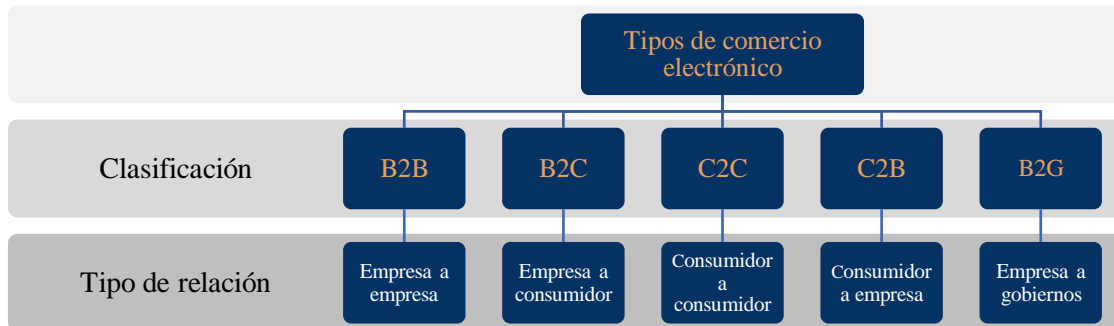 Tipos de comercio
electrónico
Clasificación
B2B
B2C
C2C
C2B
B2G
Tipo de relación
Empresa a
empresa
Empresa a
consumidor
Consumidor
a
consumidor
Consumidor
a empresa
Empresa a
gobiernos